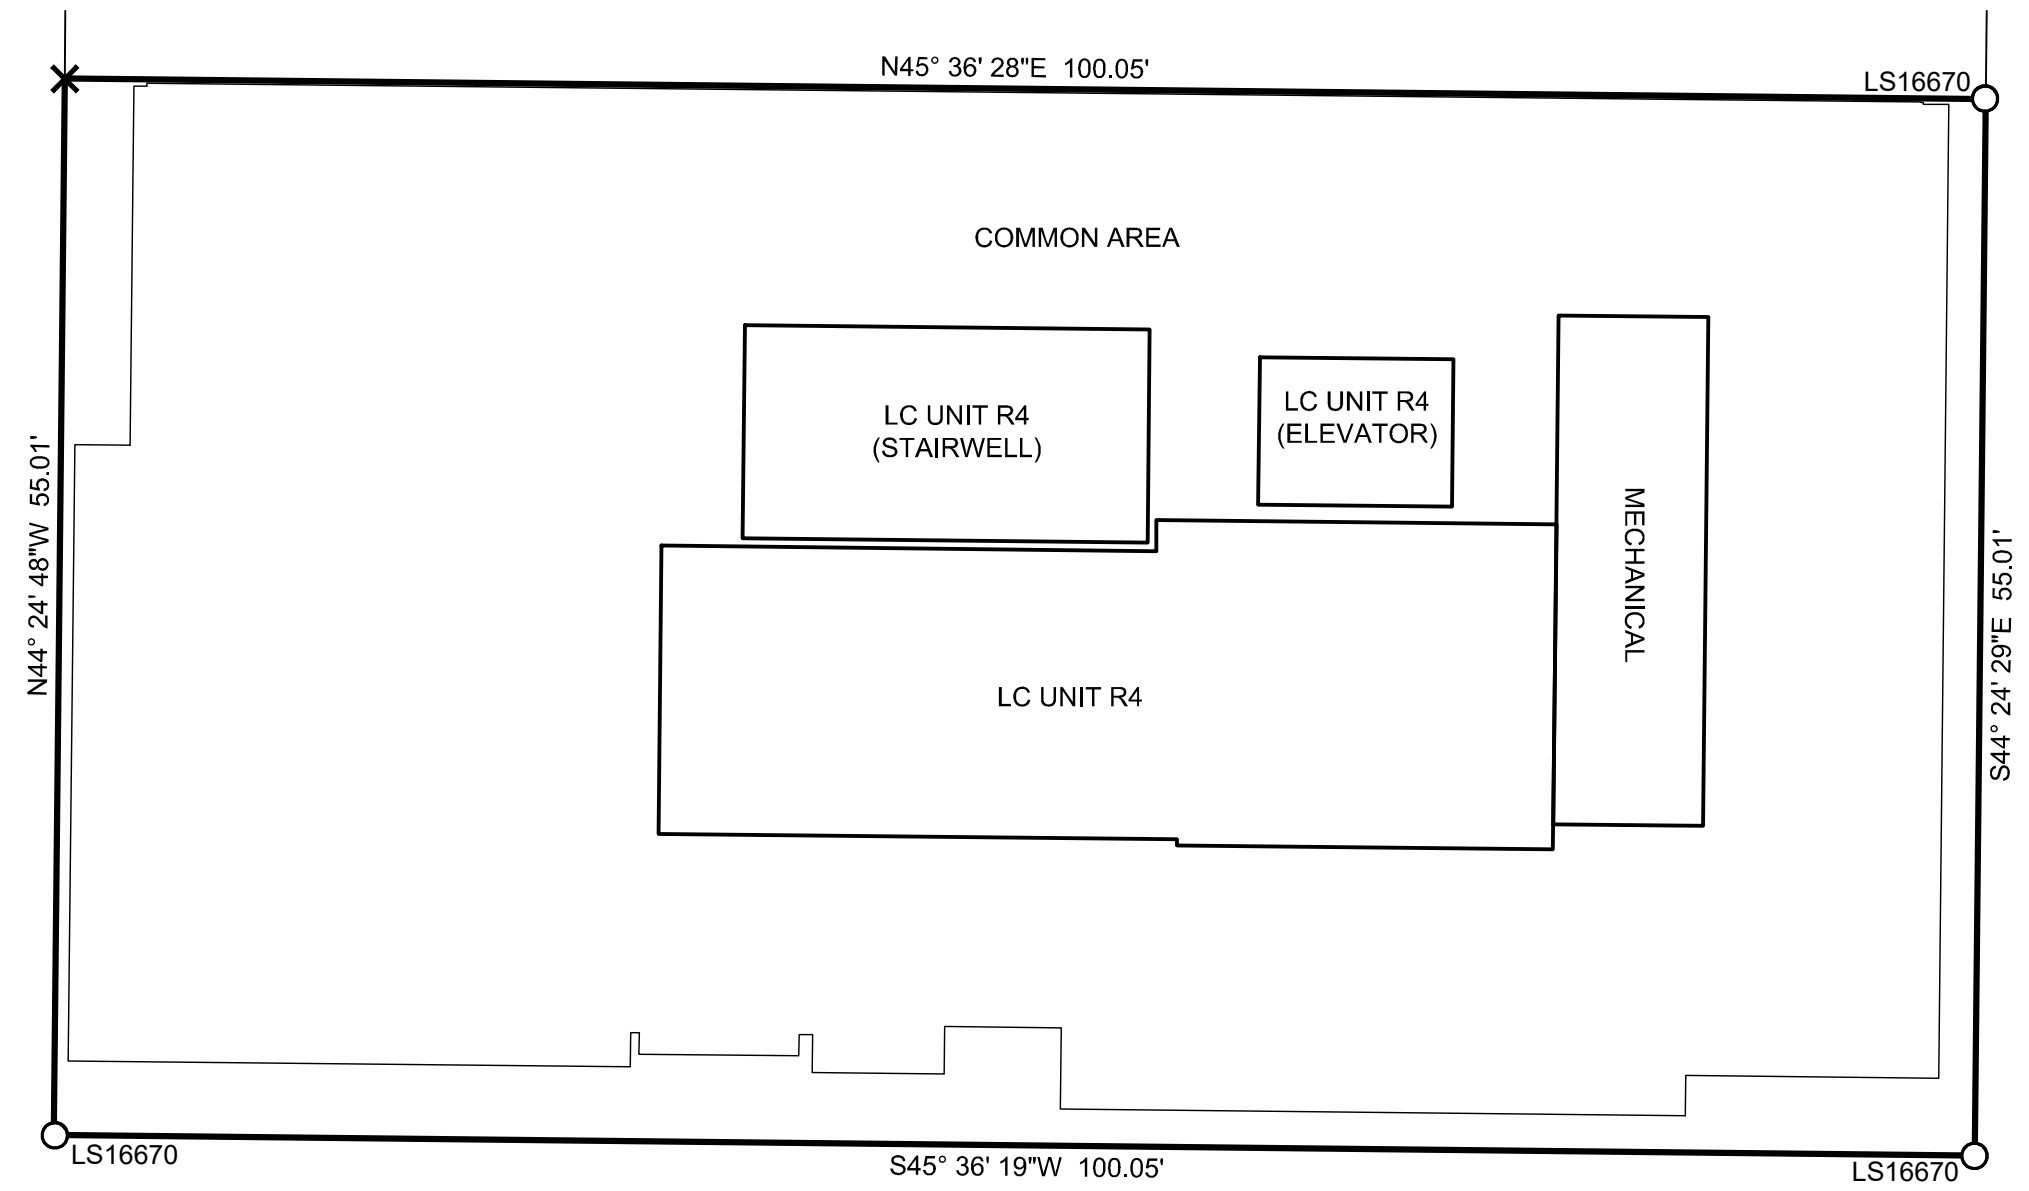 N45° 36' 28"E 100.05'
LS16670
COMMON AREA
LC UNIT R4
(STAIRWELL)
LC UNIT R4
(ELEVATOR)
MECHANICAL
N44° 24' 48"W 55.01'
S44° 24' 29"E 55.01'
LC UNIT R4
LS16670
S45° 36' 19"W 100.05'
LS16670